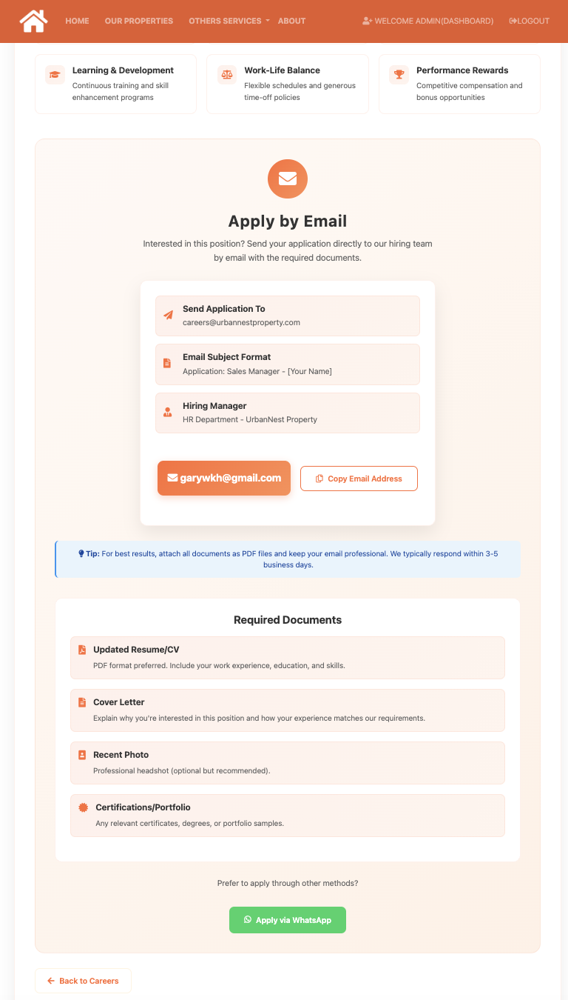 HOME OUR PROPERTIES OTHERS SERVICES ABOUT WELCOME ADMIN(DASHBOARD) LOGOUT
Learning & Development
Continuous training and skill
enhancement programs
Work-Life Balance
Flexible schedules and generous
time-off policies
Performance Rewards
Competitive compensation and
bonus opportunities
Apply by Email
Interested in this position? Send your application directly to our hiring team
by email with the required documents.
Send Application To
careers@urbannestproperty.com
Email Subject Format
Application: Sales Manager - [Your Name]
Hiring Manager
HR Department - UrbanNest Property
garywkh@gmail.com
Copy Email Address
Tip: For best results, attach all documents as PDF files and keep your email professional. We typically respond within 3-5
business days.
Required Documents
Updated Resume/CV
PDF format preferred. Include your work experience, education, and skills.
Cover Letter
Explain why you're interested in this position and how your experience matches our requirements.
Recent Photo
Professional headshot (optional but recommended).
Certifications/Portfolio
Any relevant certificates, degrees, or portfolio samples.
Prefer to apply through other methods?
Apply via WhatsApp
Back to Careers